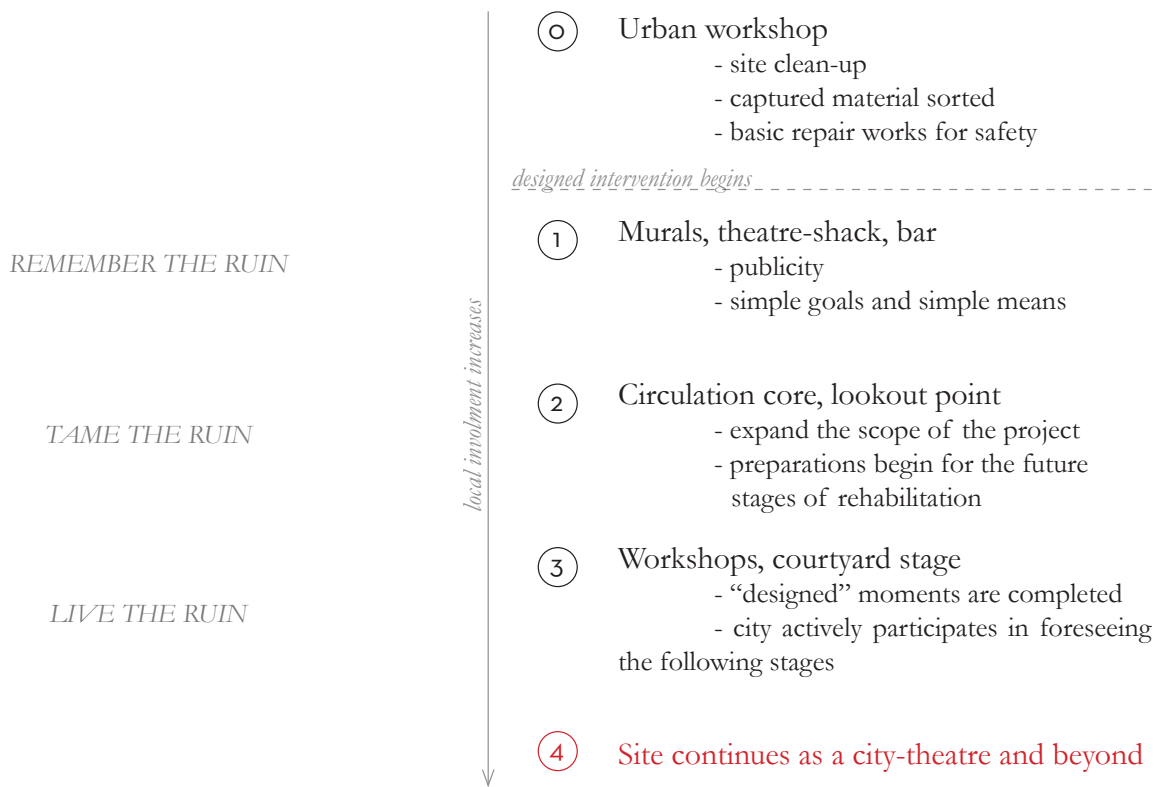 0 Urban workshop
- site clean-up
- captured material sorted
- basic repair works for safety
designed intervention begins
REMEMBER THE RUIN
1 Murals, theatre-shack, bar
- publicity
- simple goals and simple means
local involment increases
TAME THE RUIN
2 Circulation core, lookout point
- expand the scope of the project
- preparations begin for the future
stages of rehabilitation
LIVE THE RUIN
3 Workshops, courtyard stage
- “designed” moments are completed
- city actively participates in foreseeing
the following stages
4 Site continues as a city-theatre and beyond